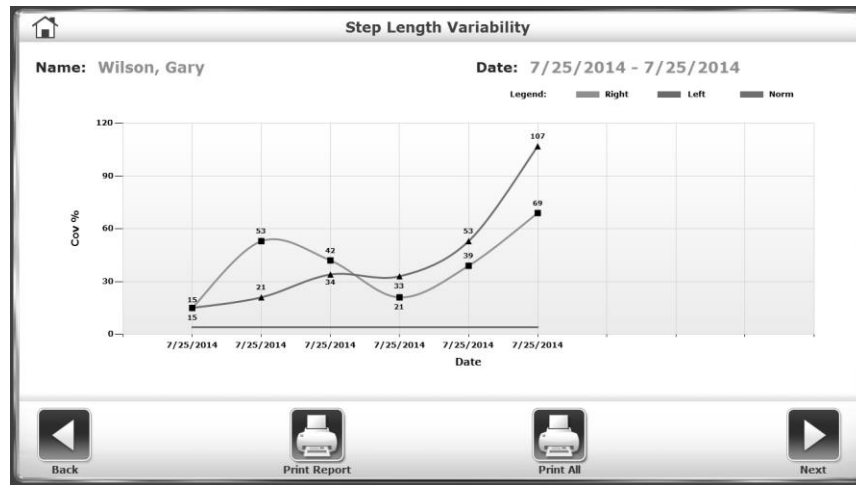 Step Length Variability
Name: Wilson, Gary Date: 7/25/2014 - 7/25/2014
Legend: Right Left Norm
120
107
90
69
Cov %
60
53
53
42
39
34
33
30
21
21
15
15
0
7/25/2014 7/25/2014 7/25/2014 7/25/2014 7/25/2014 7/25/2014
Date
Back Print Report Print All Next